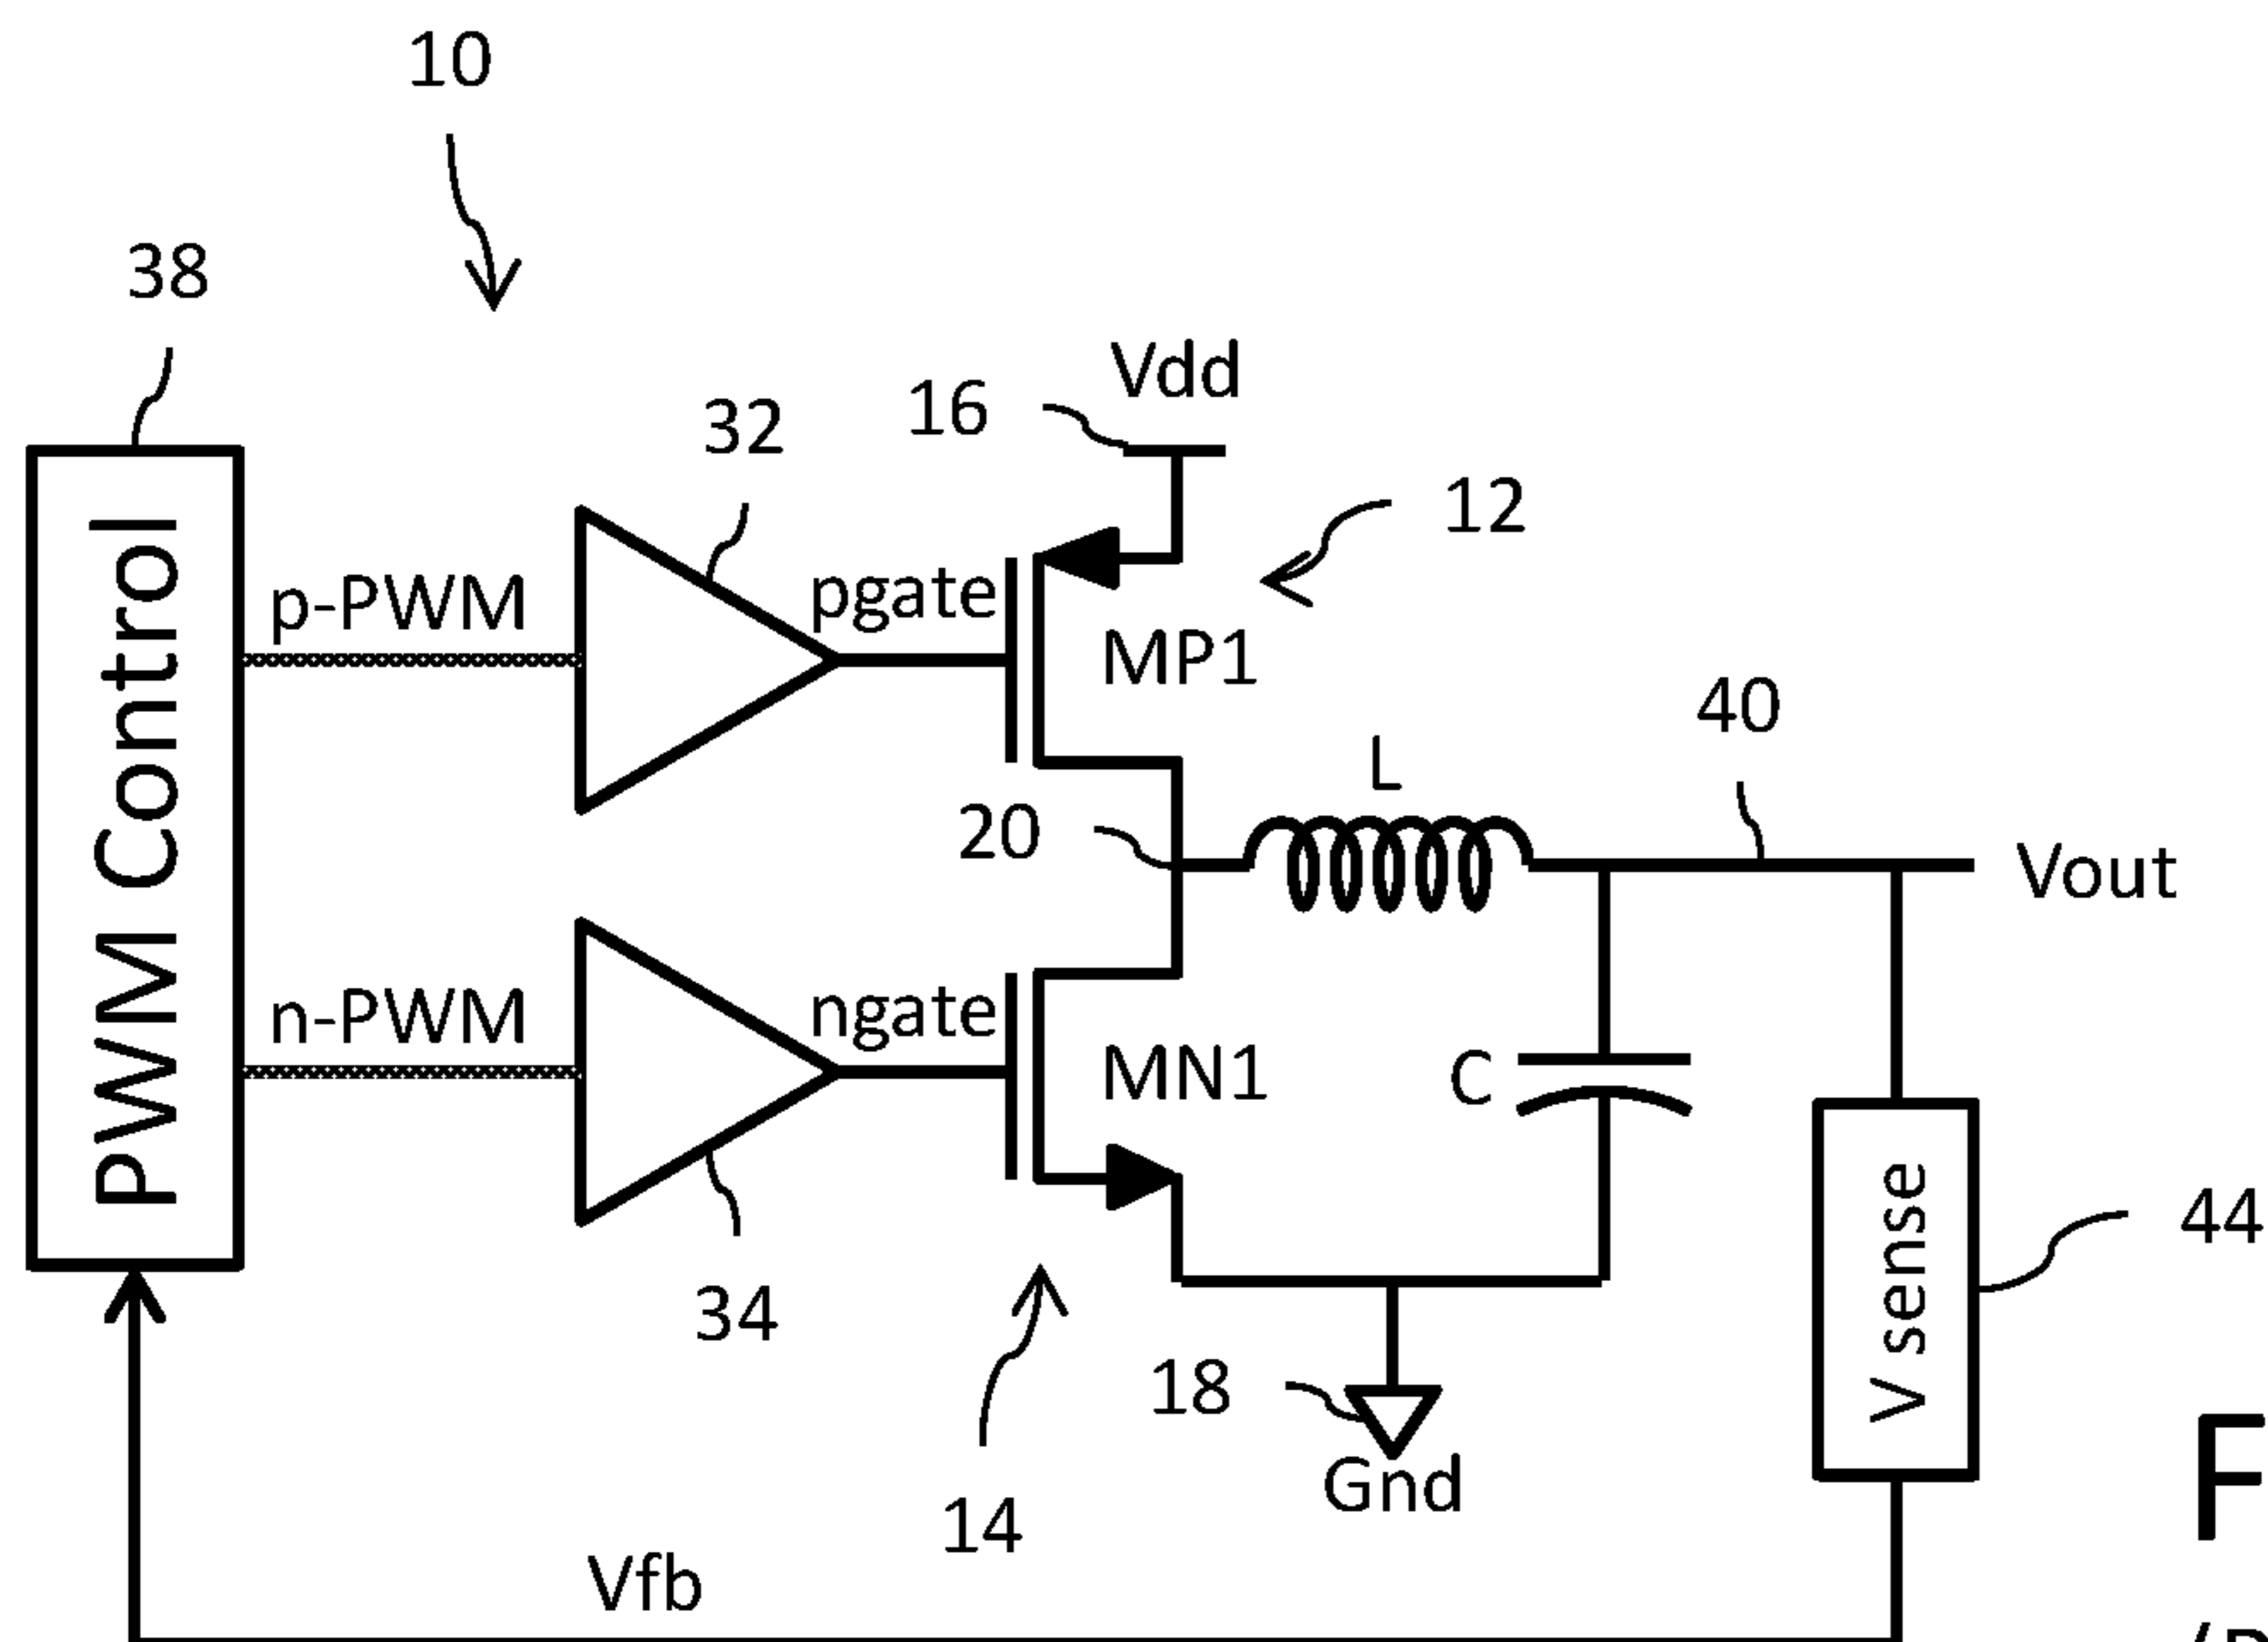 10
38
Vdd
16
32
12
p-PWM
pgate
MP1
40
L
20
Vout
PWM Control
n-PWM
ngate
MN1
C
V sense
44
34
18
Gnd
14
F
Vfb